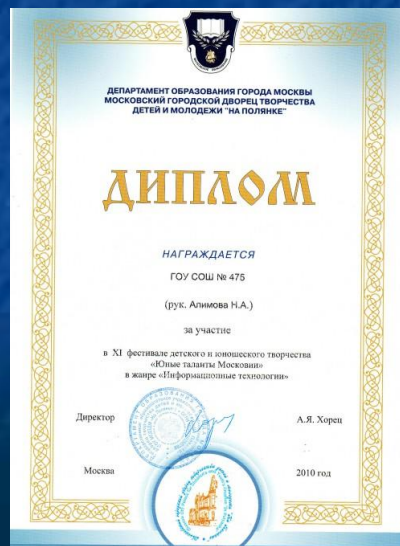 ДЕПАРТАМЕНТ ОБРАЗОВАНИЯ ГОРОДА МОСКВЫ
МОСКОВСКИЙ ГОРОДСКОЙ ДВОРЕЦ ТВОРЧЕСТВА
ДЕТЕЙ И МОЛОДЕЖИ "НА ПОЛЯНКЕ"
ДИПЛОМ
НАГРАЖДАЕТСЯ
ГОУ СОШ № 475
(рук. Алимова Н.А.)
за участие
в XI фестивале детского и юношеского творчества
«Юные таланты Московии»
в жанре «Информационные технологии»
Директор А.Я. Хорец
Москва 2010 год